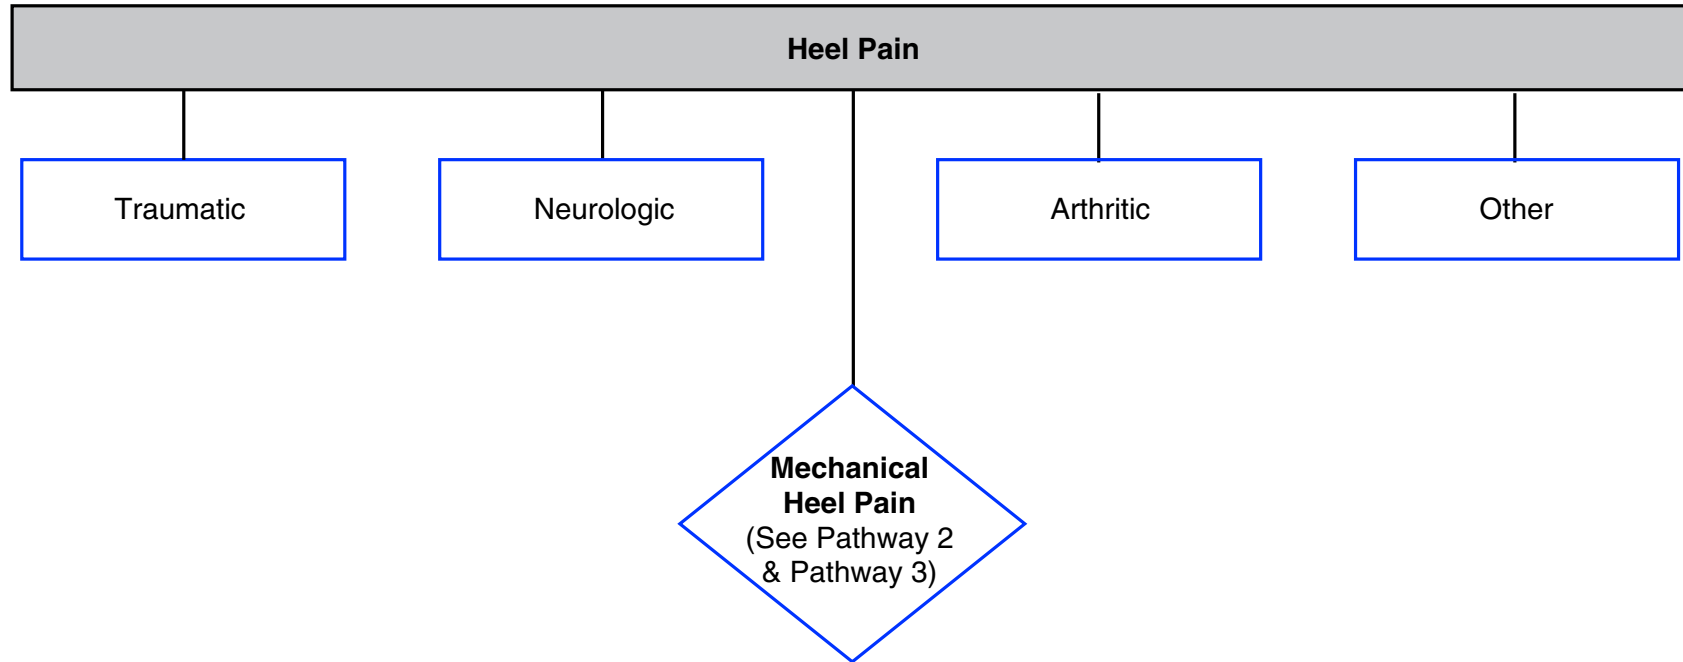 Heel Pain
Traumatic
Neurologic
Arthritic
Other
Mechanical
Heel Pain
(See Pathway 2
& Pathway 3)